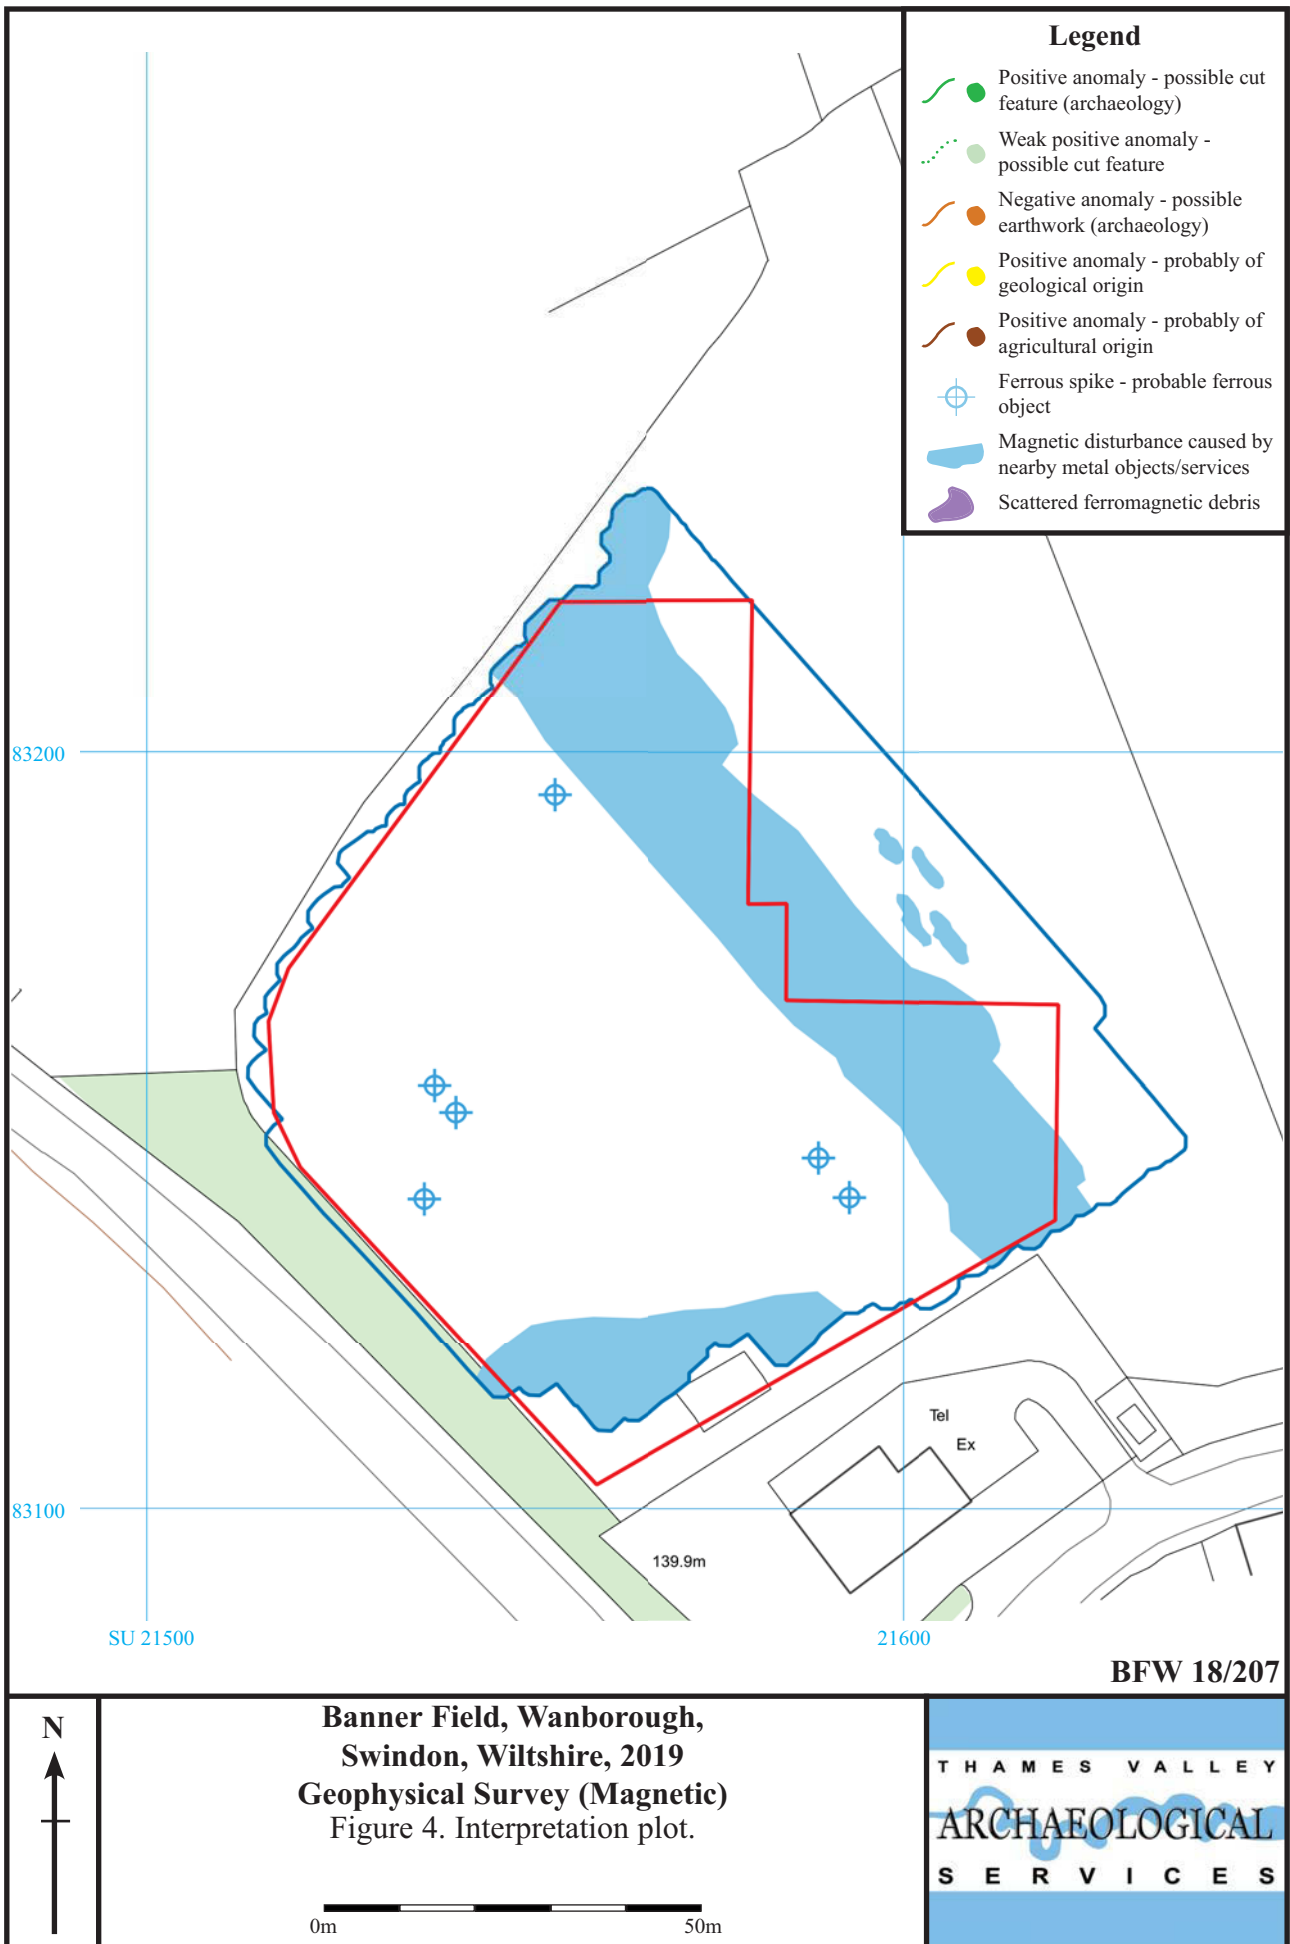 Legend
Positive anomaly - possible cut
feature (archaeology)
Weak positive anomaly -
possible cut feature
Negative anomaly - possible
earthwork (archaeology)
Positive anomaly - probably of
geological origin
Positive anomaly - probably of
agricultural origin
Ferrous spike - probable ferrous
object
Magnetic disturbance caused by
nearby metal objects/services
Scattered ferromagnetic debris
83200
Tel
Ex
83100
139.9m
SU 21500
21600
BFW 18/207
N
Banner Field, Wanborough,
Swindon, Wiltshire, 2019
Geophysical Survey (Magnetic)
Figure 4. Interpretation plot.
0m
50m
THAMES VALLEY
ARCHAEOLOGICAL
SERVICES